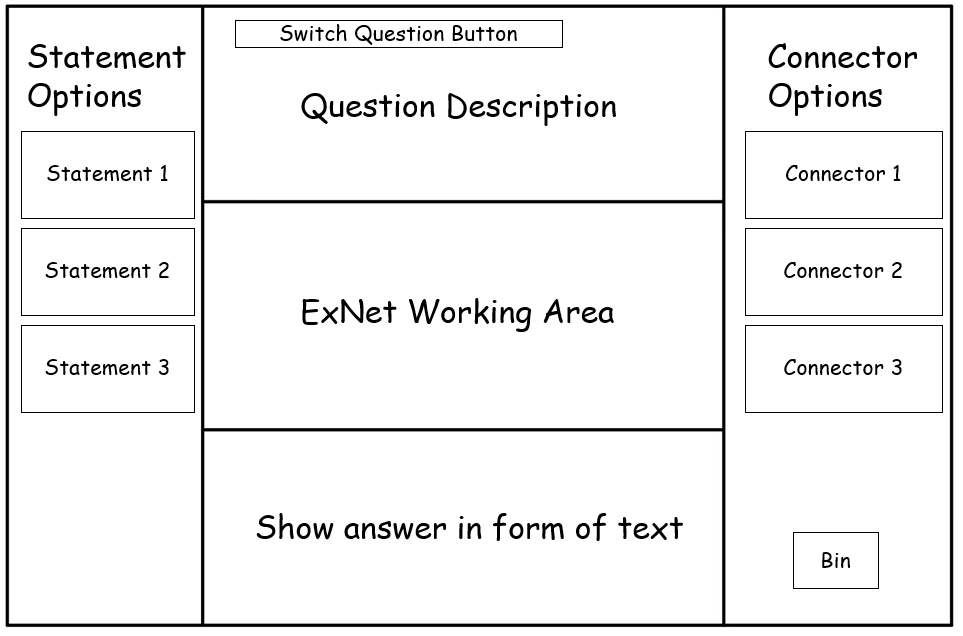 Statement
Options
Statement 1
Statement 2
Statement 3
Switch Question Button
Question Description
ExNet Working Area
Show answer in form of text
Connector
Options
Connector 1
Connector 2
Connector 3
Bin